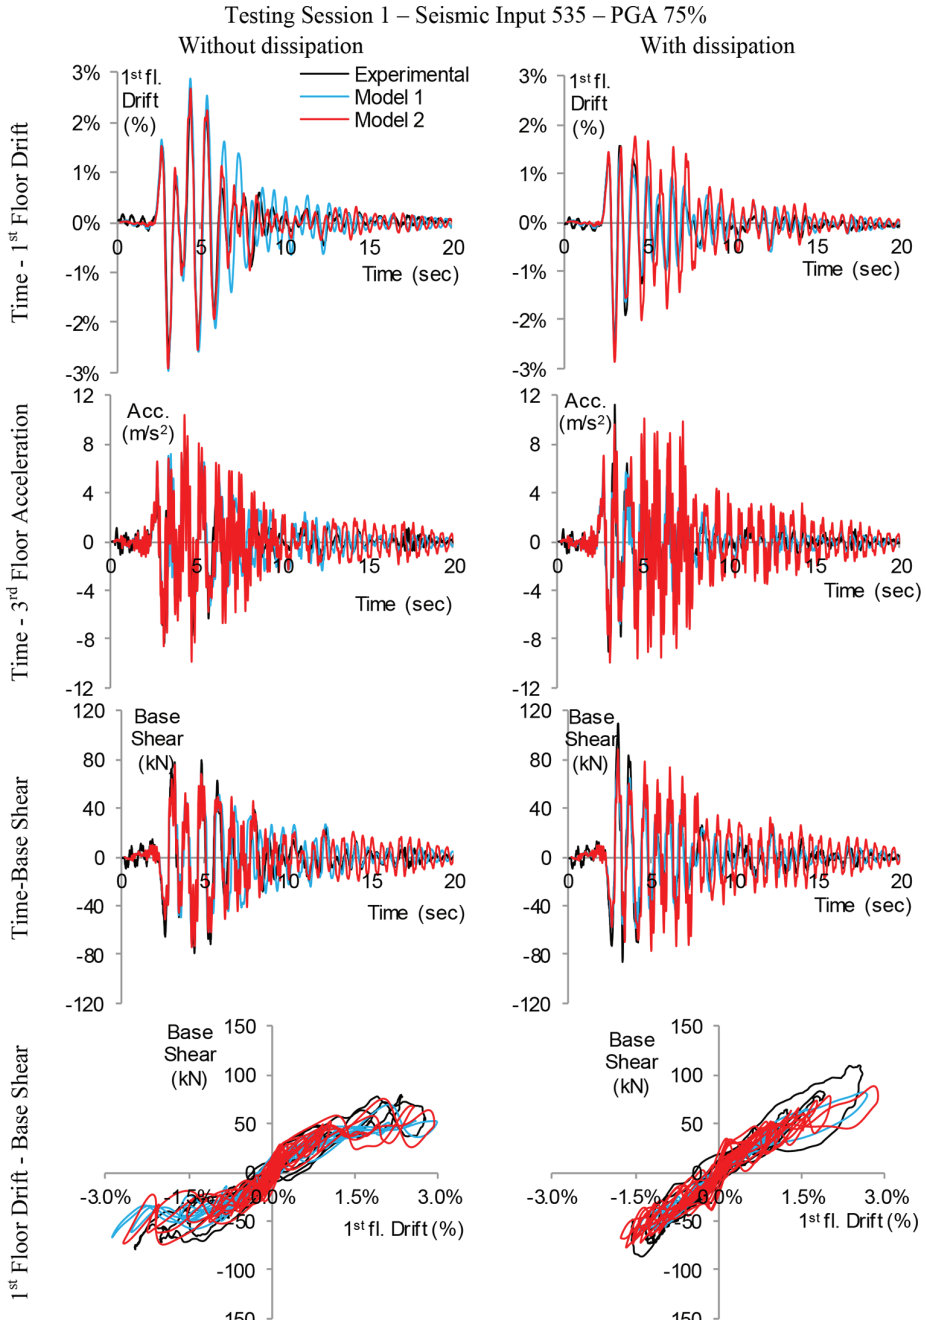 Testing Session 1 – Seismic Input 535 – PGA 75%
Without dissipation
With dissipation
Time - 1st Floor Drift
3%
2%
1%
0%
-1%
-2%
-3%
1st fl.
Drift
(%)
Experimental
Model 1
Model 2
0
5
10
15
20
Time (sec)
3%
2%
1%
0%
-1%
-2%
-3%
1st fl.
Drift
(%)
0
5
10
15
20
Time (sec)
Time - 3rd Floor Acceleration
12
8
4
0
-4
-8
-12
Acc.
(m/s2)
0
5
10
15
20
Time (sec)
12
8
4
0
-4
-8
-12
Acc.
(m/s2)
0
5
10
15
20
Time (sec)
Time-Base Shear
120
80
40
0
-40
-80
-120
Base
Shear
(kN)
0
5
10
15
20
Time (sec)
120
80
40
0
-40
-80
-120
Base
Shear
(kN)
0
5
10
15
20
Time (sec)
1st Floor Drift - Base Shear
Base
Shear
(kN)
150
100
50
0
-50
-100
-150
-3.0%
-1.5%
0.0%
1.5%
3.0%
1st fl. Drift (%)
Base
Shear
(kN)
150
100
50
0
-50
-100
-150
-3.0%
-1.5%
0.0%
1.5%
3.0%
1st fl. Drift (%)